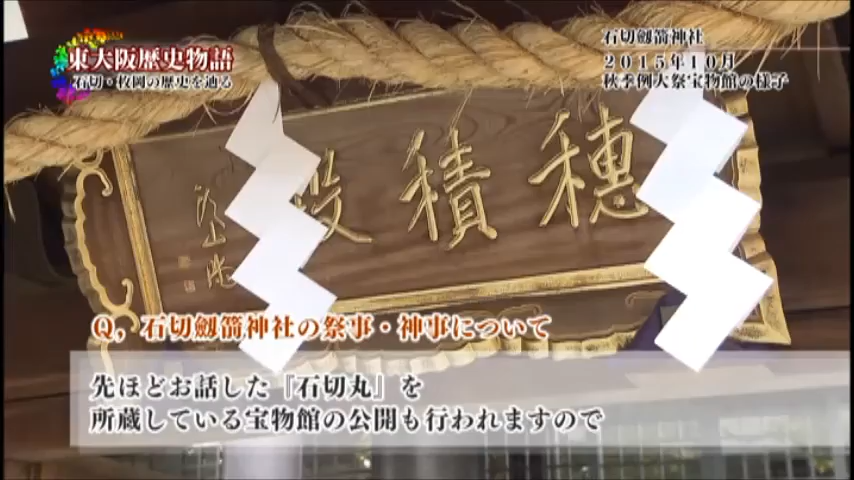 東大阪歴史物語
石切・枚岡の歴史を辿る
石切劔箭神社
２０１５年１０月
秋季例大祭宝物館の様子
穂積殿
Q，石切劔箭神社の祭事・神事について
先ほどお話した『石切丸』を
所蔵している宝物館の公開も行われますので